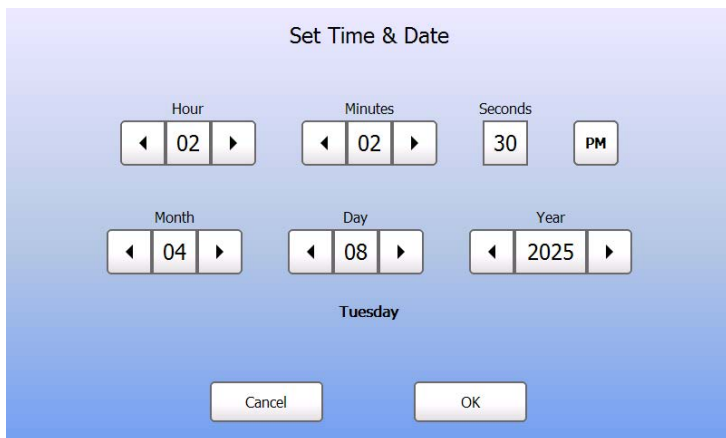 Set Time & Date
Hour Minutes Seconds
02 02 30 PM
Month Day Year
04 08 2025
Tuesday
Cancel OK